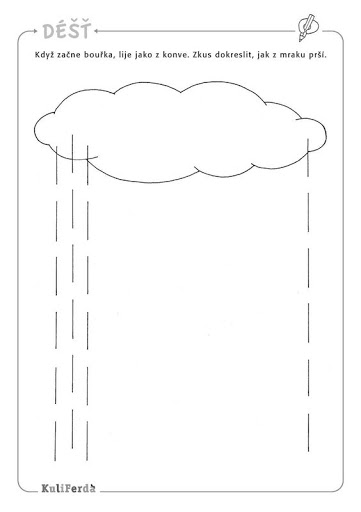 DÉŠŤ
Když začne bouřka, lije jako z konve. Zkus dokreslit, jak z mraku prší.
KuliFerda